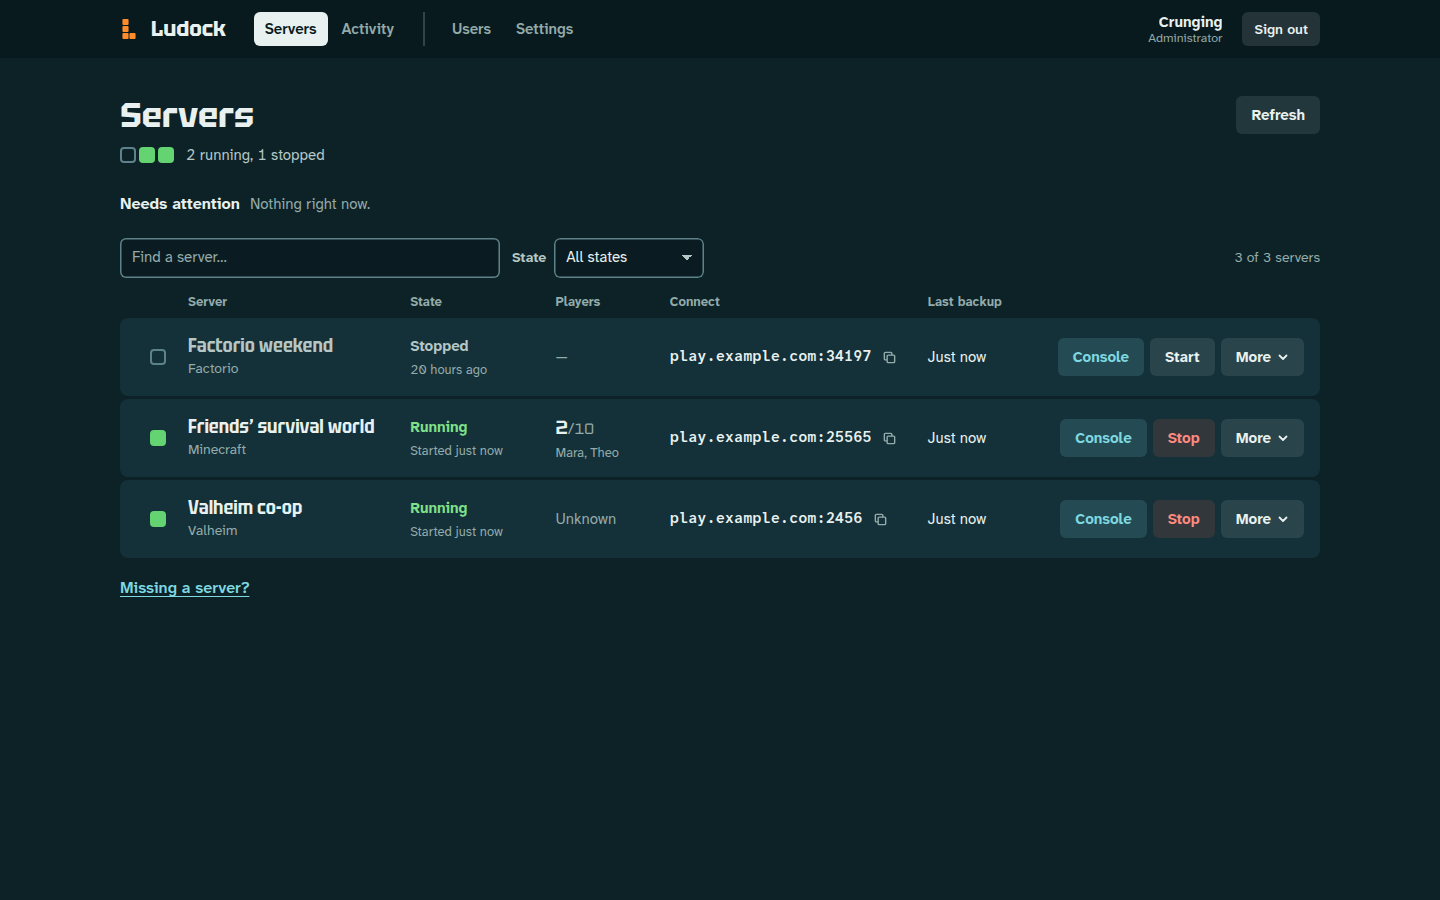 Ludock
Servers
Activity
Users
Settings
Crunging
Administrator
Sign out
Servers
Refresh
2 running, 1 stopped
Needs attention Nothing right now.
Find a server...
State
All states
3 of 3 servers
Server State Players Connect Last backup
Factorio weekend
Factorio
Stopped
20 hours ago
—
play.example.com:34197
Just now
Console
Start
More
Friends’ survival world
Minecraft
Running
Started just now
2/10
Mara, Theo
play.example.com:25565
Just now
Console
Stop
More
Valheim co-op
Valheim
Running
Started just now
Unknown
play.example.com:2456
Just now
Console
Stop
More
Missing a server?